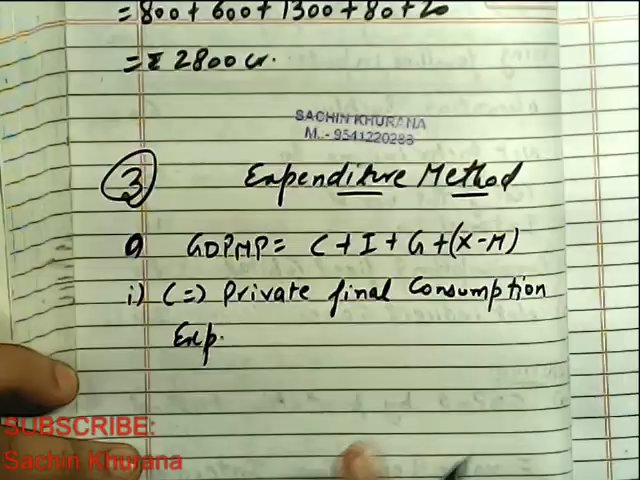 = 800 + 600 + 1300 + 80 + 20
= ₹ 2800 Cr.
SACHIN KHURANA
M.- 9541220283
3 Expenditure Method
GDPMP = C + I + G + (X-M)
i) C => Private final Consumption
Exp.
SUBSCRIBE:
Sachin Khurana